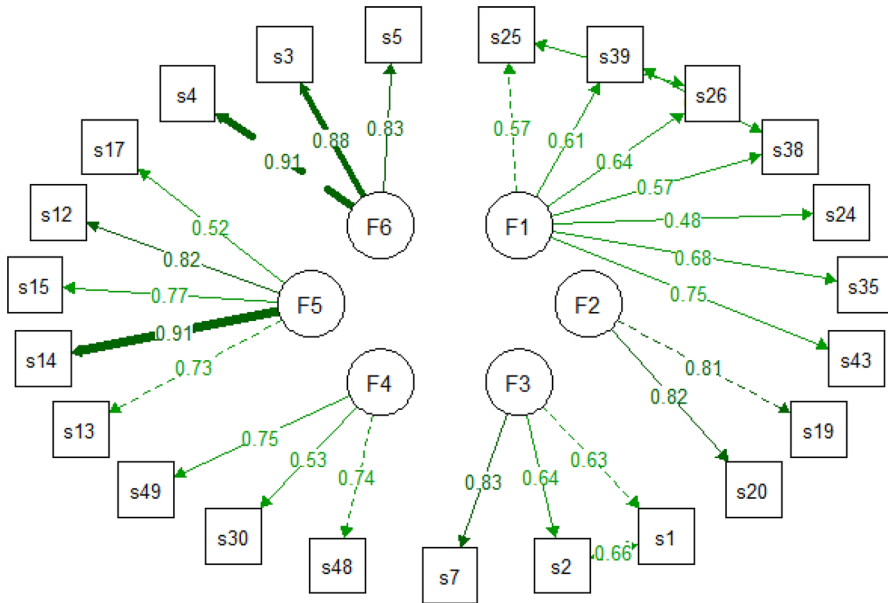 s5
s25
s3
s39
s4
s26
0.57
0.83
0.88
0.61
s17
s38
0.91
0.64
0.57
s12
s24
0.52
F6
F1
0.48
0.82
0.68
s15
s35
0.77
0.75
F5
F2
0.91
s14
s43
0.73
0.81
F4
F3
0.82
s13
s19
0.75
0.53
0.63
0.74
0.83
0.64
s49
s20
s30
s1
0.66
s48
s7
s2